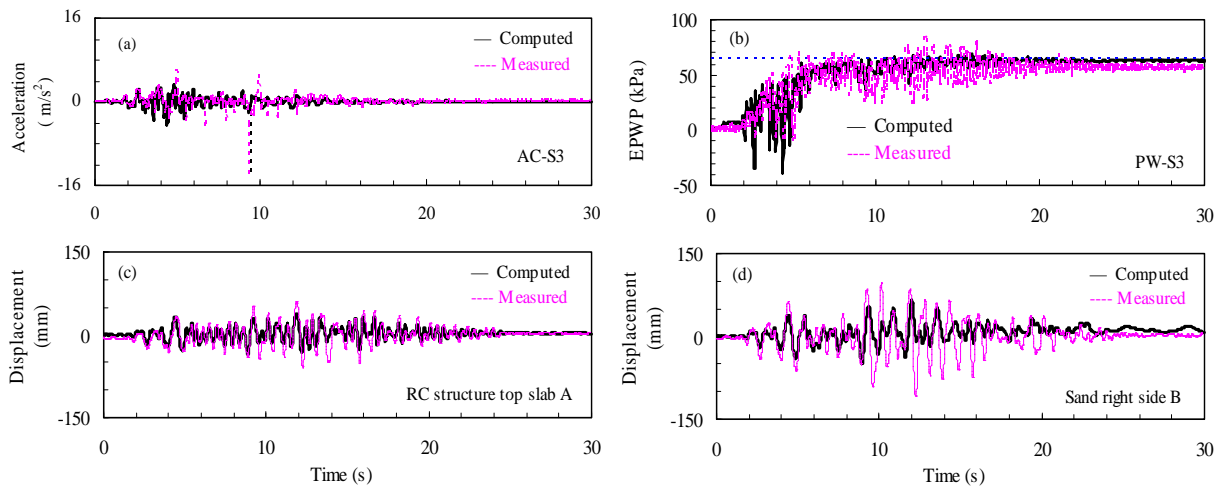 16
(a)
Computed
Measured
0
Acceleration
( m/s²)
AC-S3
-16
0
10
20
30
100
(b)
50
0
EPWP (kPa)
Computed
Measured
PW-S3
-50
0
10
20
30
150
(c)
Computed
Measured
0
Displacement
(mm)
RC structure top slab A
-150
0
10
20
30
Time (s)
150
(d)
Computed
Measured
0
Displacement
(mm)
Sand right side B
-150
0
10
20
30
Time (s)